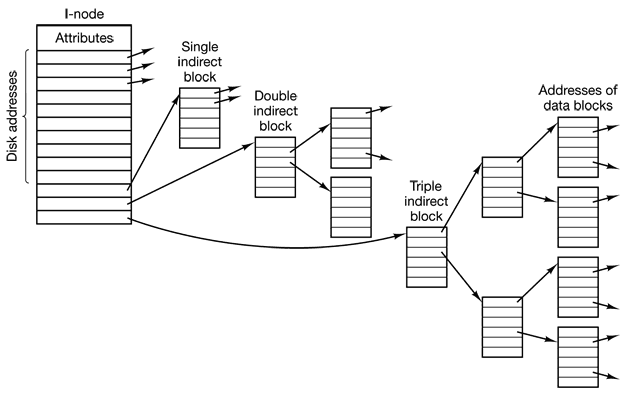 I-node
Attributes
Disk addresses
Single
indirect
block
Double
indirect
block
Triple
indirect
block
Addresses of
data blocks